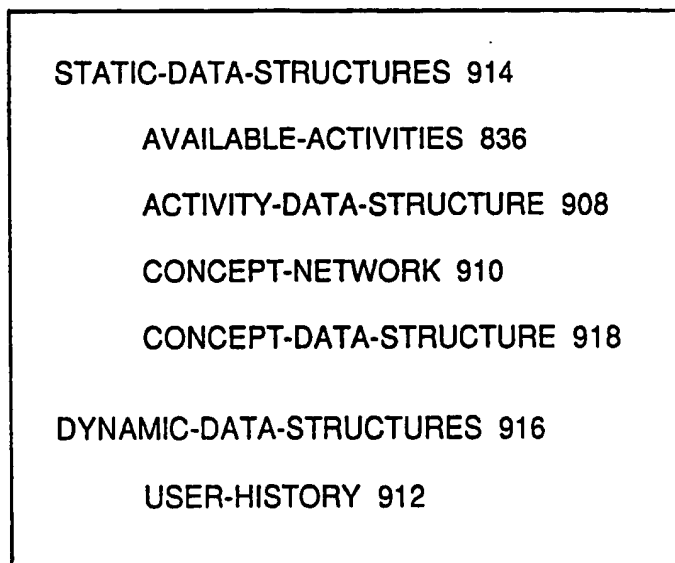 STATIC-DATA-STRUCTURES 914
AVAILABLE-ACTIVITIES 836
ACTIVITY-DATA-STRUCTURE 908
CONCEPT-NETWORK 910
CONCEPT-DATA-STRUCTURE 918
DYNAMIC-DATA-STRUCTURES 916
USER-HISTORY 912